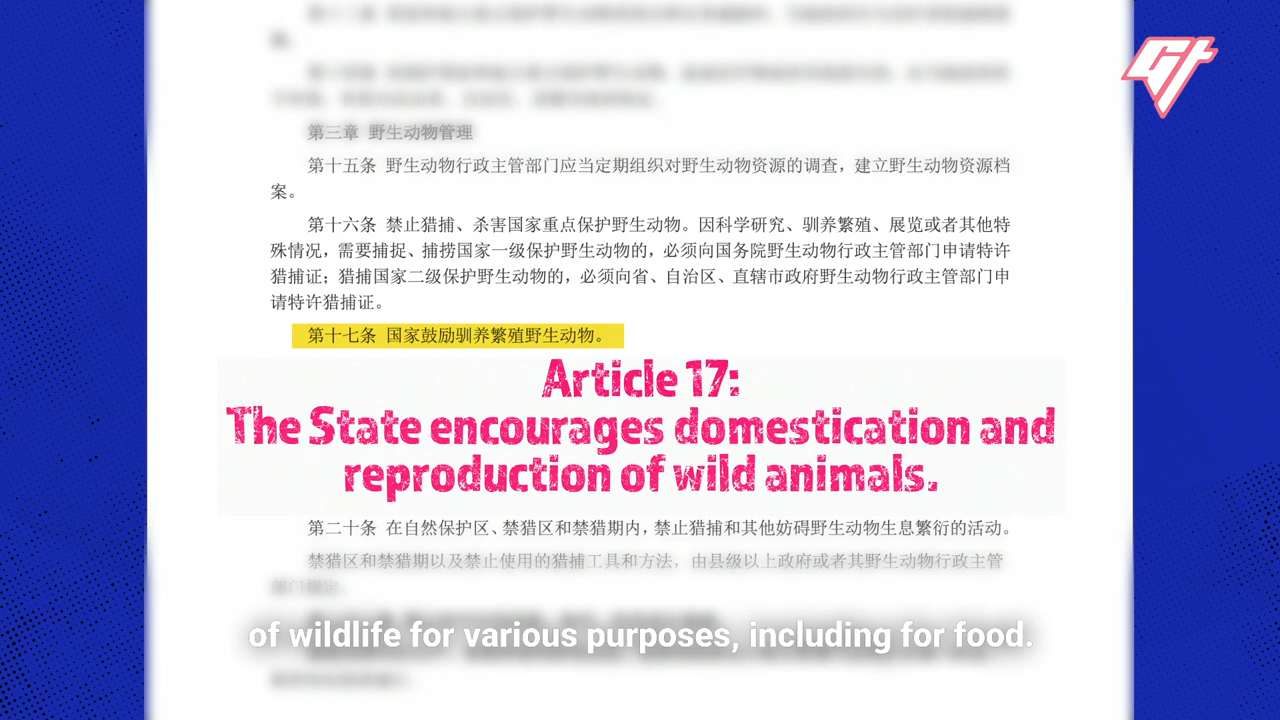 第三章 野生动物管理
第十五条 野生动物行政主管部门应当定期组织对野生动物资源的调查，建立野生动物资源档
案。
第十六条 禁止猎捕、杀害国家重点保护野生动物。因科学研究、驯养繁殖、展览或者其他特
殊情况，需要捕捉、捕捞国家一级保护野生动物的，必须向国务院野生动物行政主管部门申请特许
猎捕证；猎捕国家二级保护野生动物的，必须向省、自治区、直辖市政府野生动物行政主管部门申
请特许猎捕证。
第十七条 国家鼓励驯养繁殖野生动物。
Article 17:
The State encourages domestication and
reproduction of wild animals.
第二十条 在自然保护区、禁猎区和禁猎期内，禁止猎捕和其他妨碍野生动物生息繁衍的活动。
禁猎区和禁猎期以及禁止使用的猎捕工具和方法，由县级以上政府或者其野生动物行政主管
部门规定。
of wildlife for various purposes, including for food.